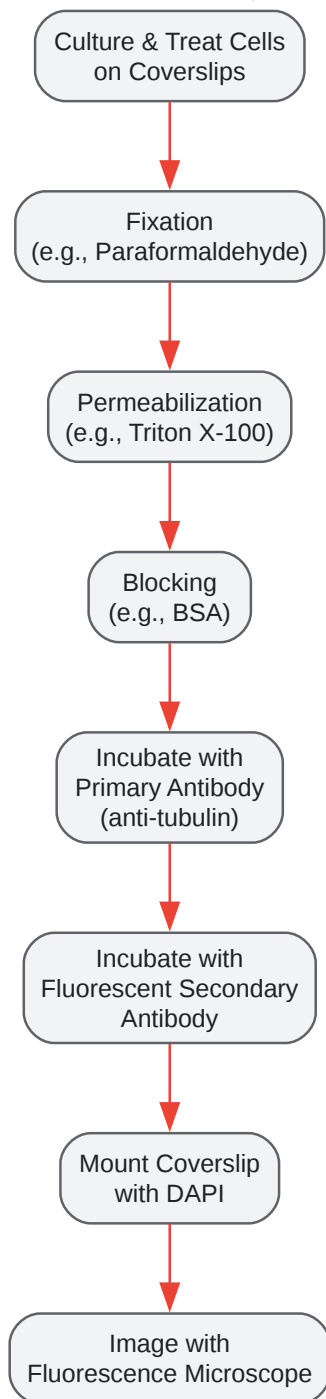 Culture & Treat Cells
on Coverslips
Fixation
(e.g., Paraformaldehyde)
Permeabilization
(e.g., Triton X-100)
Blocking
(e.g., BSA)
Incubate with
Primary Antibody
(anti-tubulin)
Incubate with
Fluorescent Secondary
Antibody
Mount Coverslip
with DAPI
Image with
Fluorescence Microscope